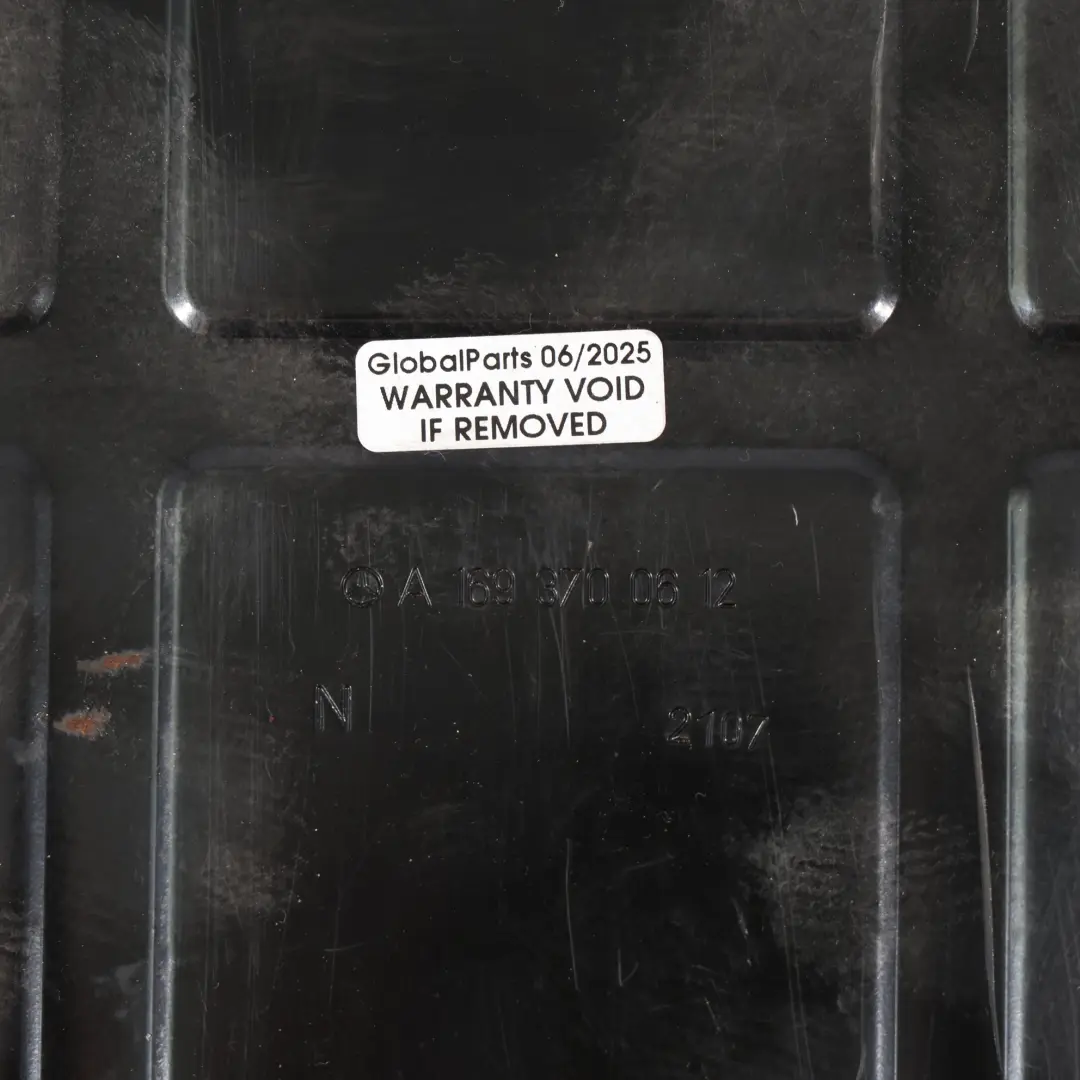 GlobalParts 06/2025
WARRANTY VOID
IF REMOVED
A 169 370 06 12
N
2107